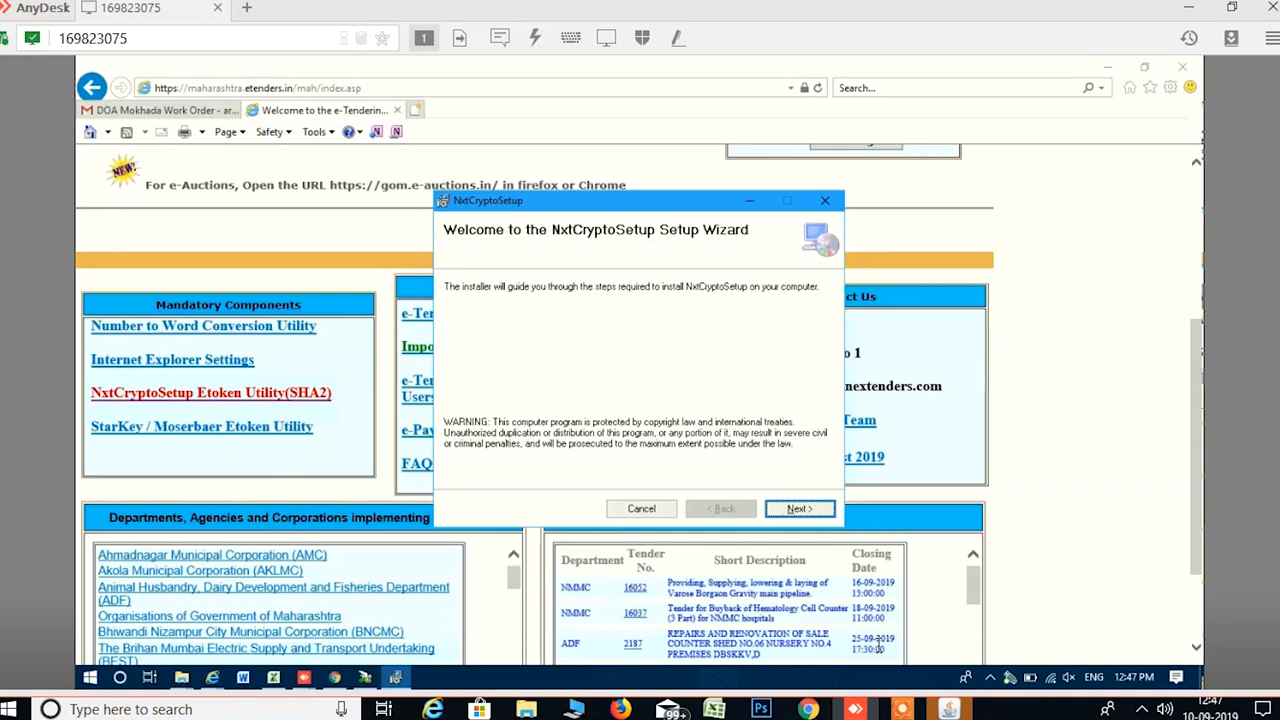 AnyDesk
169823075
169823075
1
https://maharashtra.etenders.in/mah/index.asp
Search...
DOA Mokhada Work Order - ar...
Welcome to the e-Tenderin...
Page
Safety
Tools
NEW!
For e-Auctions, Open the URL https://gom.e-auctions.in/ in firefox or Chrome
NxtCryptoSetup
Welcome to the NxtCryptoSetup Setup Wizard
The installer will guide you through the steps required to install NxtCryptoSetup on your computer.
WARNING: This computer program is protected by copyright law and international treaties.
Unauthorized duplication or distribution of this program, or any portion of it, may result in severe civil
or criminal penalties, and will be prosecuted to the maximum extent possible under the law.
Cancel
< Back
Next >
Mandatory Components
Number to Word Conversion Utility
Internet Explorer Settings
NxtCryptoSetup Etoken Utility(SHA2)
StarKey / Moserbaer Etoken Utility
e-Ter
Impo
e-Ter
Users
e-Pay
FAQ
ct Us
o 1
nextenders.com
Team
ust 2019
Departments, Agencies and Corporations implementing
Ahmadnagar Municipal Corporation (AMC)
Akola Municipal Corporation (AKLMC)
Animal Husbandry, Dairy Development and Fisheries Department
(ADF)
Organisations of Government of Maharashtra
Bhiwandi Nizampur City Municipal Corporation (BNCMC)
The Brihan Mumbai Electric Supply and Transport Undertaking
(BEST)
Department Tender No. Short Description Closing Date
NMMC 16052 Providing, Supplying, lowering & laying of Varose Borgaon Gravity main pipeline. 16-09-2019 13:00:00
NMMC 16037 Tender for Buyback of Hematology Cell Counter (3 Part) for NMMC hospitals 18-09-2019 11:00:00
ADF 2187 REPAIRS AND RENOVATION OF SALE COUNTER SHED NO.06 NURSERY NO.4 PREMISES DBSKKV,D 25-09-2019 17:30:00
ENG 12:47 PM
Type here to search
99+
12:47
10-09-2019